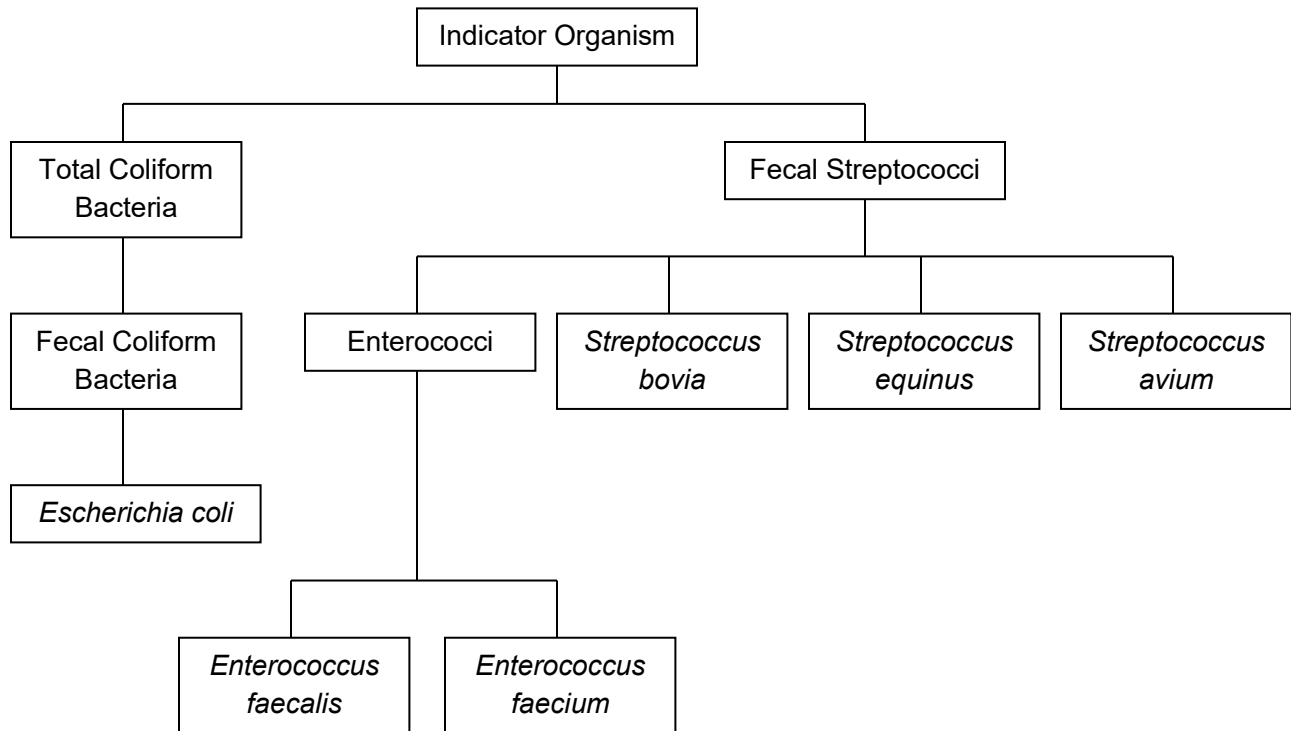 Indicator Organism
Total Coliform
Bacteria
Fecal Streptococci
Fecal Coliform
Bacteria
Enterococci
Streptococcus
bovia
Streptococcus
equinus
Streptococcus
avium
Escherichia coli
Enterococcus
faecalis
Enterococcus
faecium